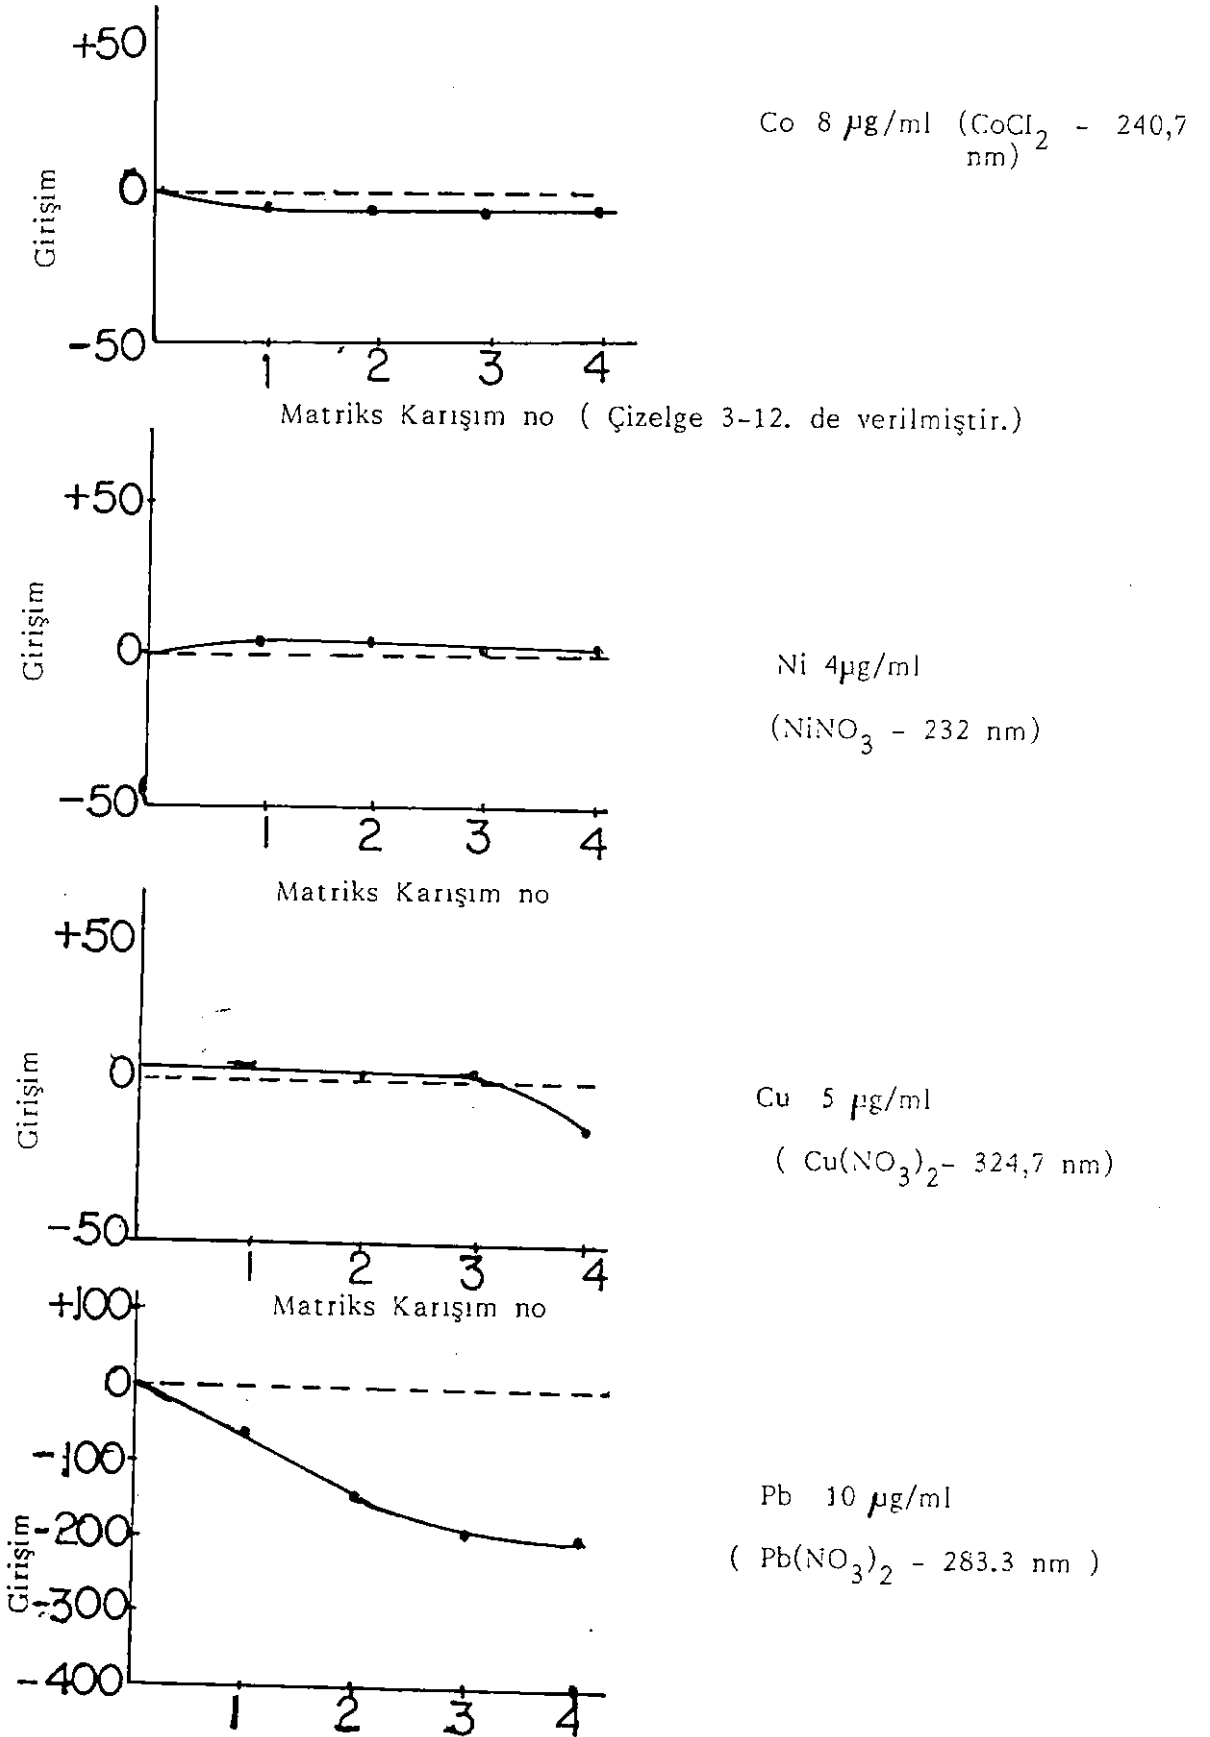 +50
Co 8 µg/ml (CoCl2 - 240,7
nm)
0
Girişim
-50
1 2 3 4
Matriks Karışım no ( Çizelge 3-12. de verilmiştir.)
+50
Girişim
0
Ni 4µg/ml
(NiNO3 - 232 nm)
-50
1 2 3 4
Matriks Karışım no
+50
0
Girişim
Cu 5 µg/ml
( Cu(NO3)2- 324,7 nm)
-50
1 2 3 4
Matriks Karışım no
+100
0
-100
Pb 10 µg/ml
-200
Girişim
( Pb(NO3)2 - 283.3 nm )
-300
-400
1 2 3 4